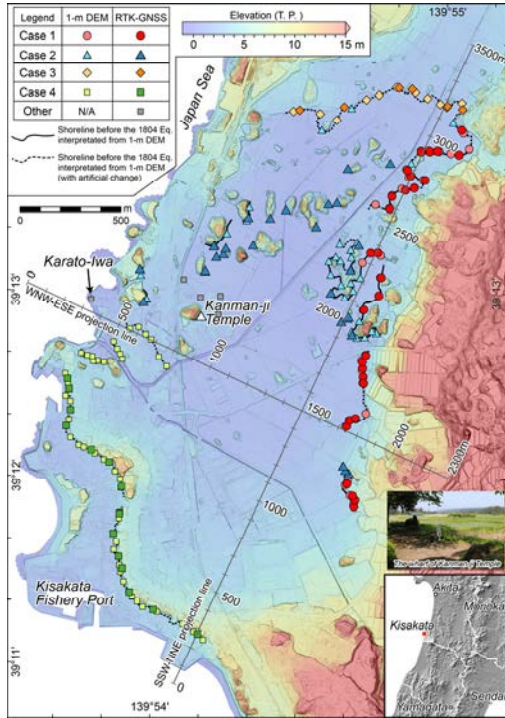 Legend 1-m DEM RTK-GNSS
Case 1
Case 2
Case 3
Case 4
Other N/A
Shoreline before the 1804 Eq.
interpretated from 1-m DEM
Shoreline before the 1804 Eq.
interpretated from 1-m DEM
(with artificial change)
0 500 m
Elevation (T. P.)
0 5 10 15 m
139°55'
Japan Sea
3500m
3000
2500
39°13'
39°13'
Karato-Iwa
0
500
WNW-ESE projection line
Kanman-ji
Temple
1000
2000
1500
1500
2000
2300m
39°12'
1000
The wharf of Kanman-ji Temple
Kisakata
Fishery Port
500
SSW-NNE projection line
0
39°11'
139°54'
Akita
Morioka
Kisakata
Yamagata
Sendai